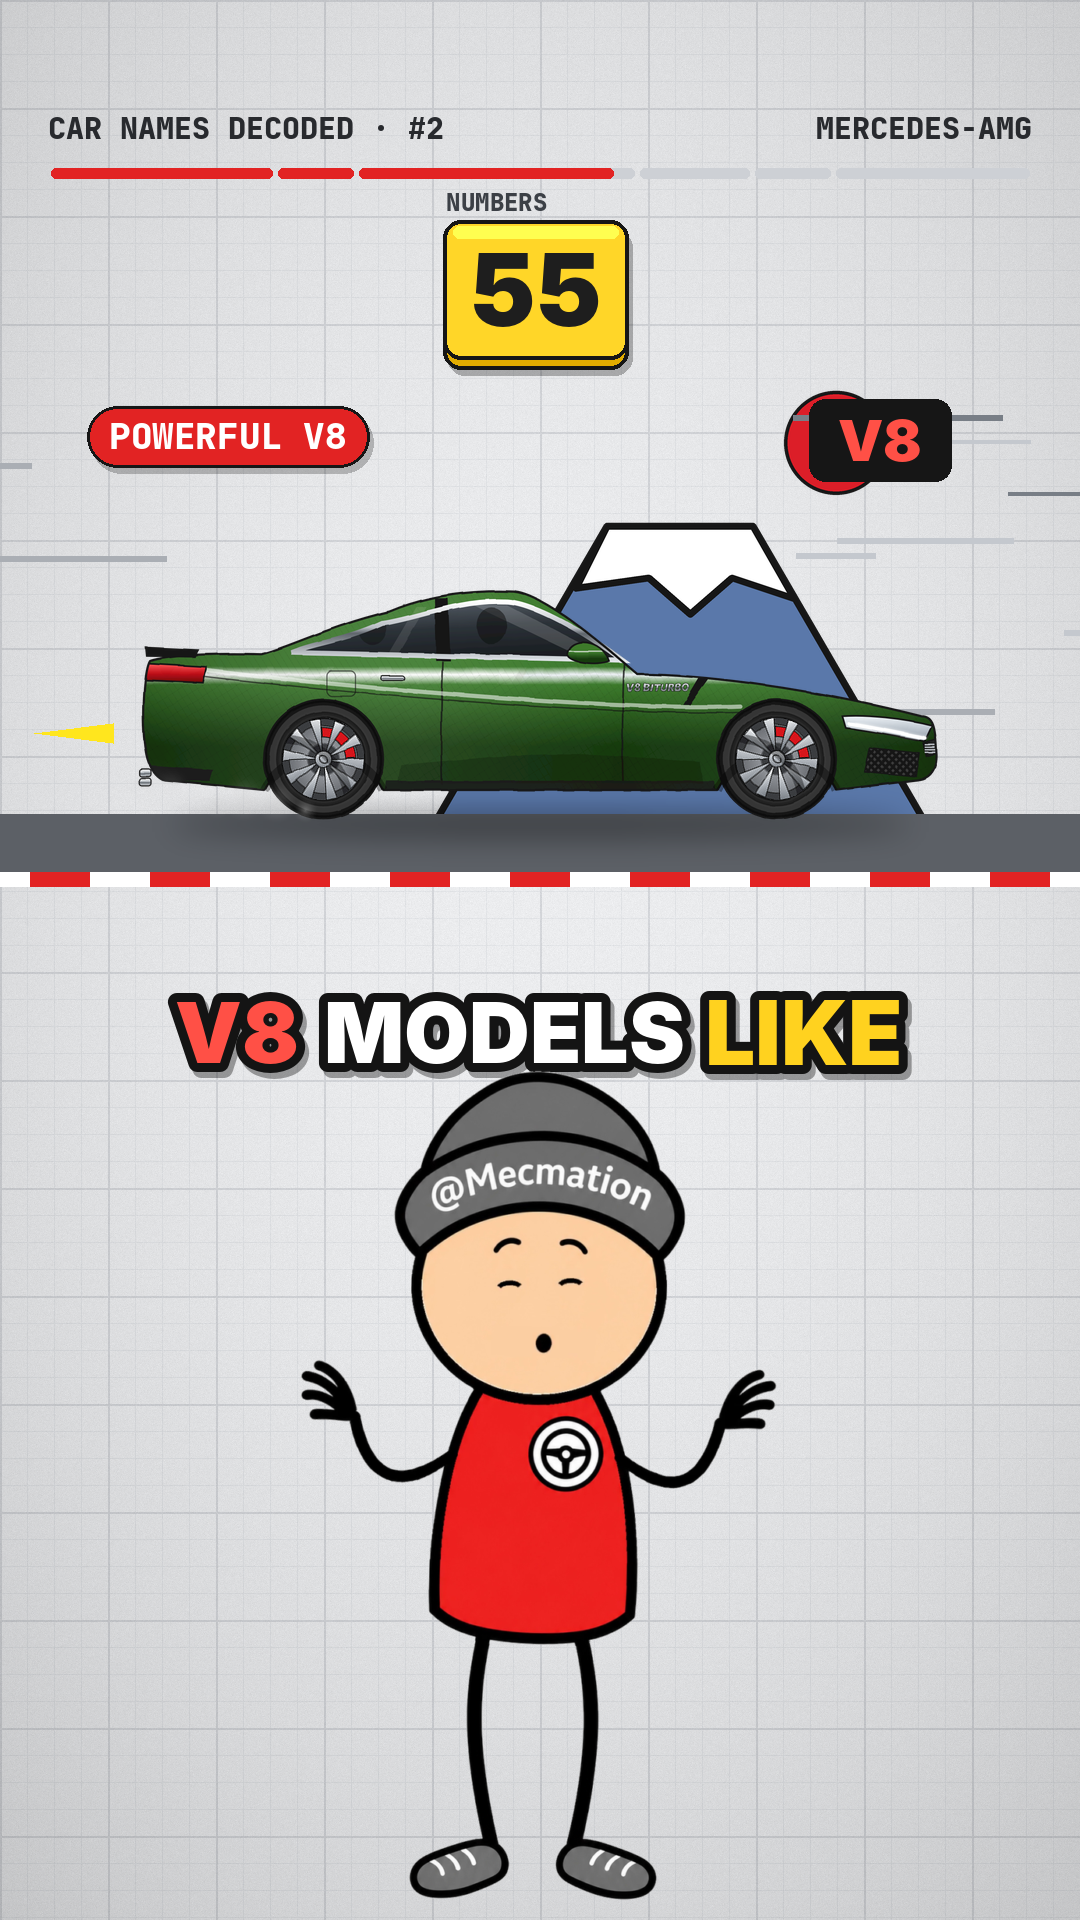 CAR NAMES DECODED · #2
MERCEDES-AMG
NUMBERS
55
POWERFUL V8
V8
V8 BITURBO
V8 MODELS LIKE
@Mecmation